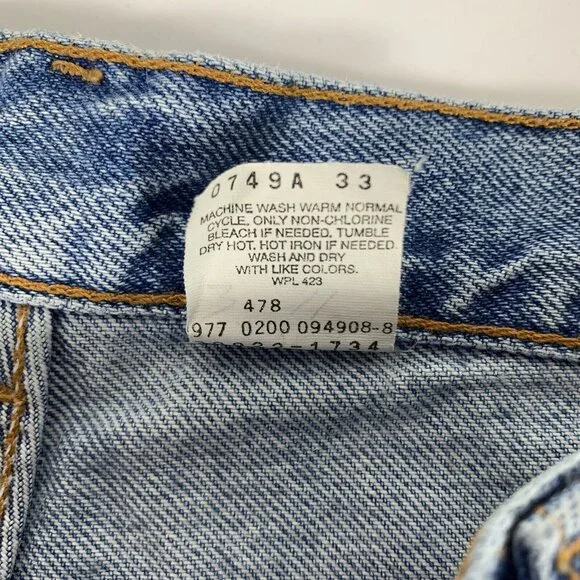 0749A 33
MACHINE WASH WARM NORMAL
CYCLE, ONLY NON-CHLORINE
BLEACH IF NEEDED. TUMBLE
DRY HOT. HOT IRON IF NEEDED.
WASH AND DRY
WITH LIKE COLORS.
WPL 423
478
977 0200 094908-8
-1734